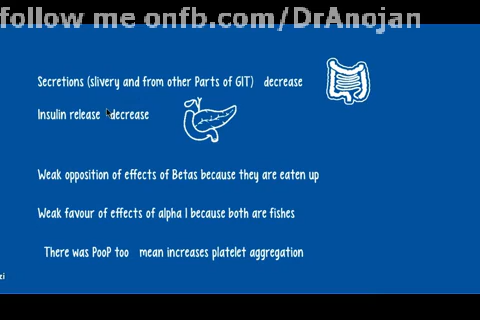 follow me onfb.com/DrAnojan
Secretions (slivery and from other Parts of GIT) decrease
Insulin release decrease
Weak opposition of effects of Betas because they are eaten up
Weak favour of effects of alpha 1 because both are fishes
There was PooP too mean increases platelet aggregation